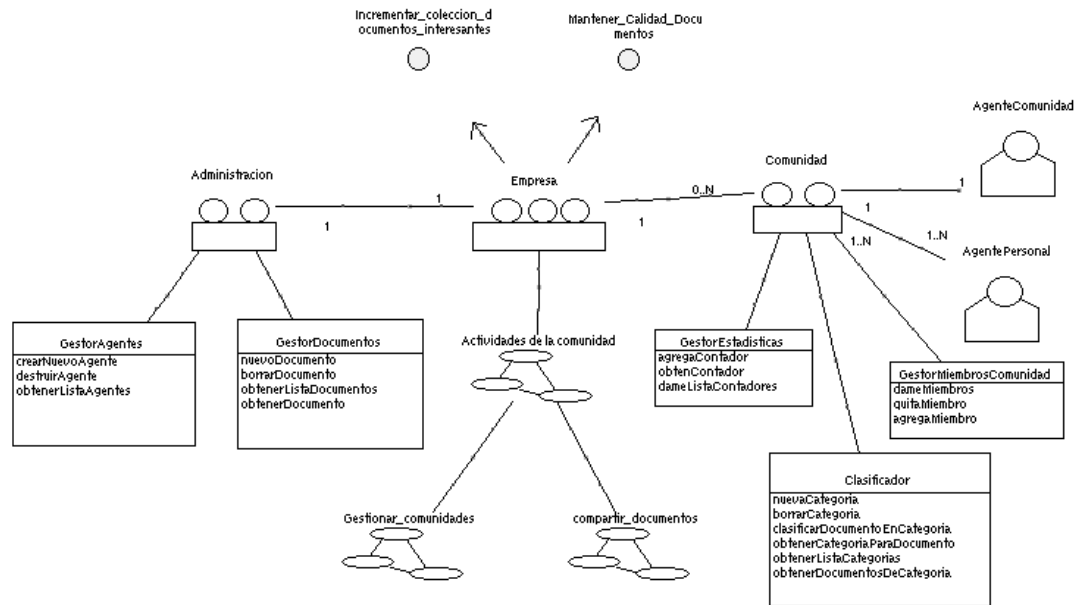 Incrementar_coleccion_d
ocumentos_interesantes
Mantener_Calidad_Docu
mentos
AgenteComunidad
Administracion
Empresa
Comunidad
1
1
0..N
1
1
1
1..N
1..N
AgentePersonal
GestorAgentes
crearNuevoAgente
destruirAgente
obtenerListaAgentes
GestorDocumentos
nuevoDocumento
borrarDocumento
obtenerListaDocumentos
obtenerDocumento
Actividades de la comunidad
GestorEstadisticas
agregaContador
obtenContador
dameListaContadores
GestorMiembrosComunidad
dameMiembros
quitaMiembro
agregaMiembro
Gestionar_comunidades
compartir_documentos
Clasificador
nuevaCategoria
borrarCategoria
clasificarDocumentoEnCategoria
obtenerCategoriaParaDocumento
obtenerListaCategorias
obtenerDocumentosDeCategoria